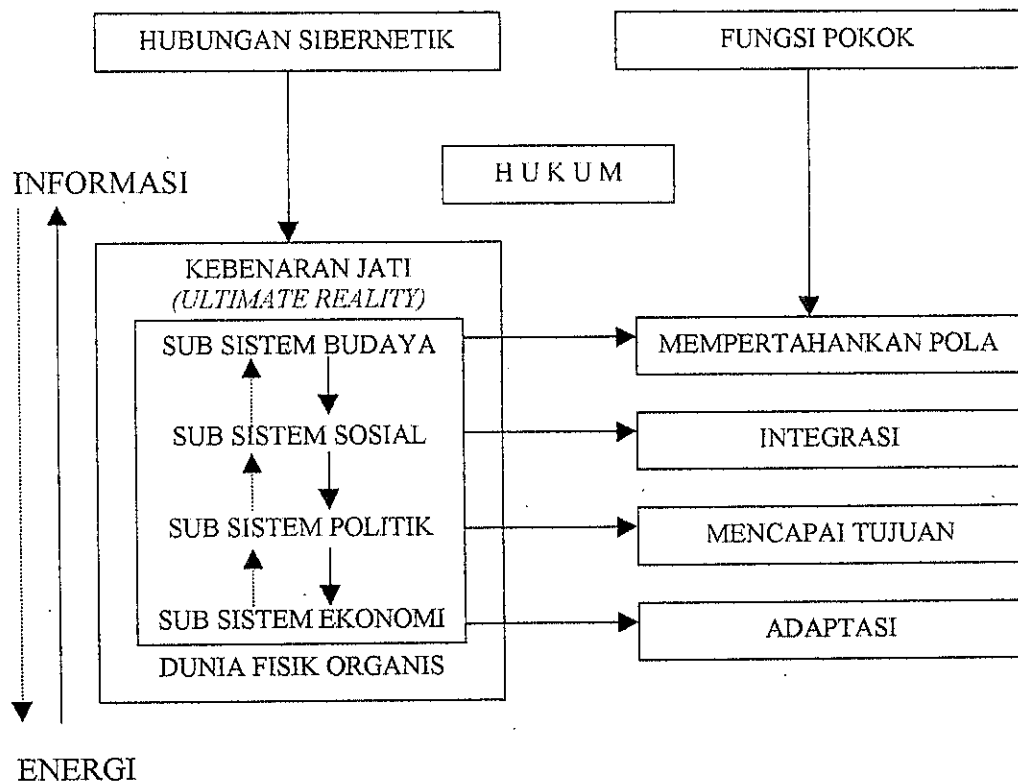 HUBUNGAN SIBERNETIK
FUNGSI POKOK
H U K U M
INFORMASI
KEBENARAN JATI
(ULTIMATE REALITY)
SUB SISTEM BUDAYA
MEMPERTAHANKAN POLA
SUB SISTEM SOSIAL
INTEGRASI
SUB SISTEM POLITIK
MENCAPAI TUJUAN
SUB SISTEM EKONOMI
ADAPTASI
DUNIA FISIK ORGANIS
ENERGI